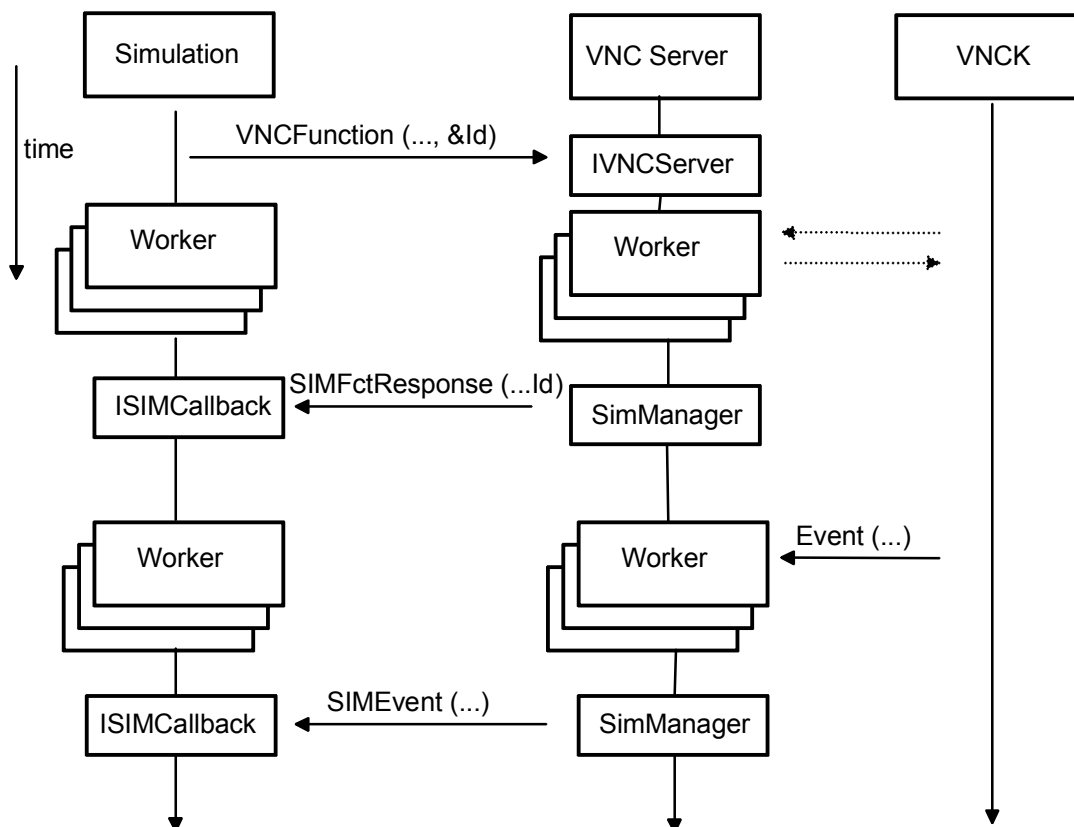 Simulation
VNC Server
VNCK
time
VNCFunction (..., &Id)
IVNCServer
Worker
Worker
SIMFctResponse (...Id)
ISIMCallback
SimManager
Worker
Worker
Event (...)
SIMEvent (...)
ISIMCallback
SimManager